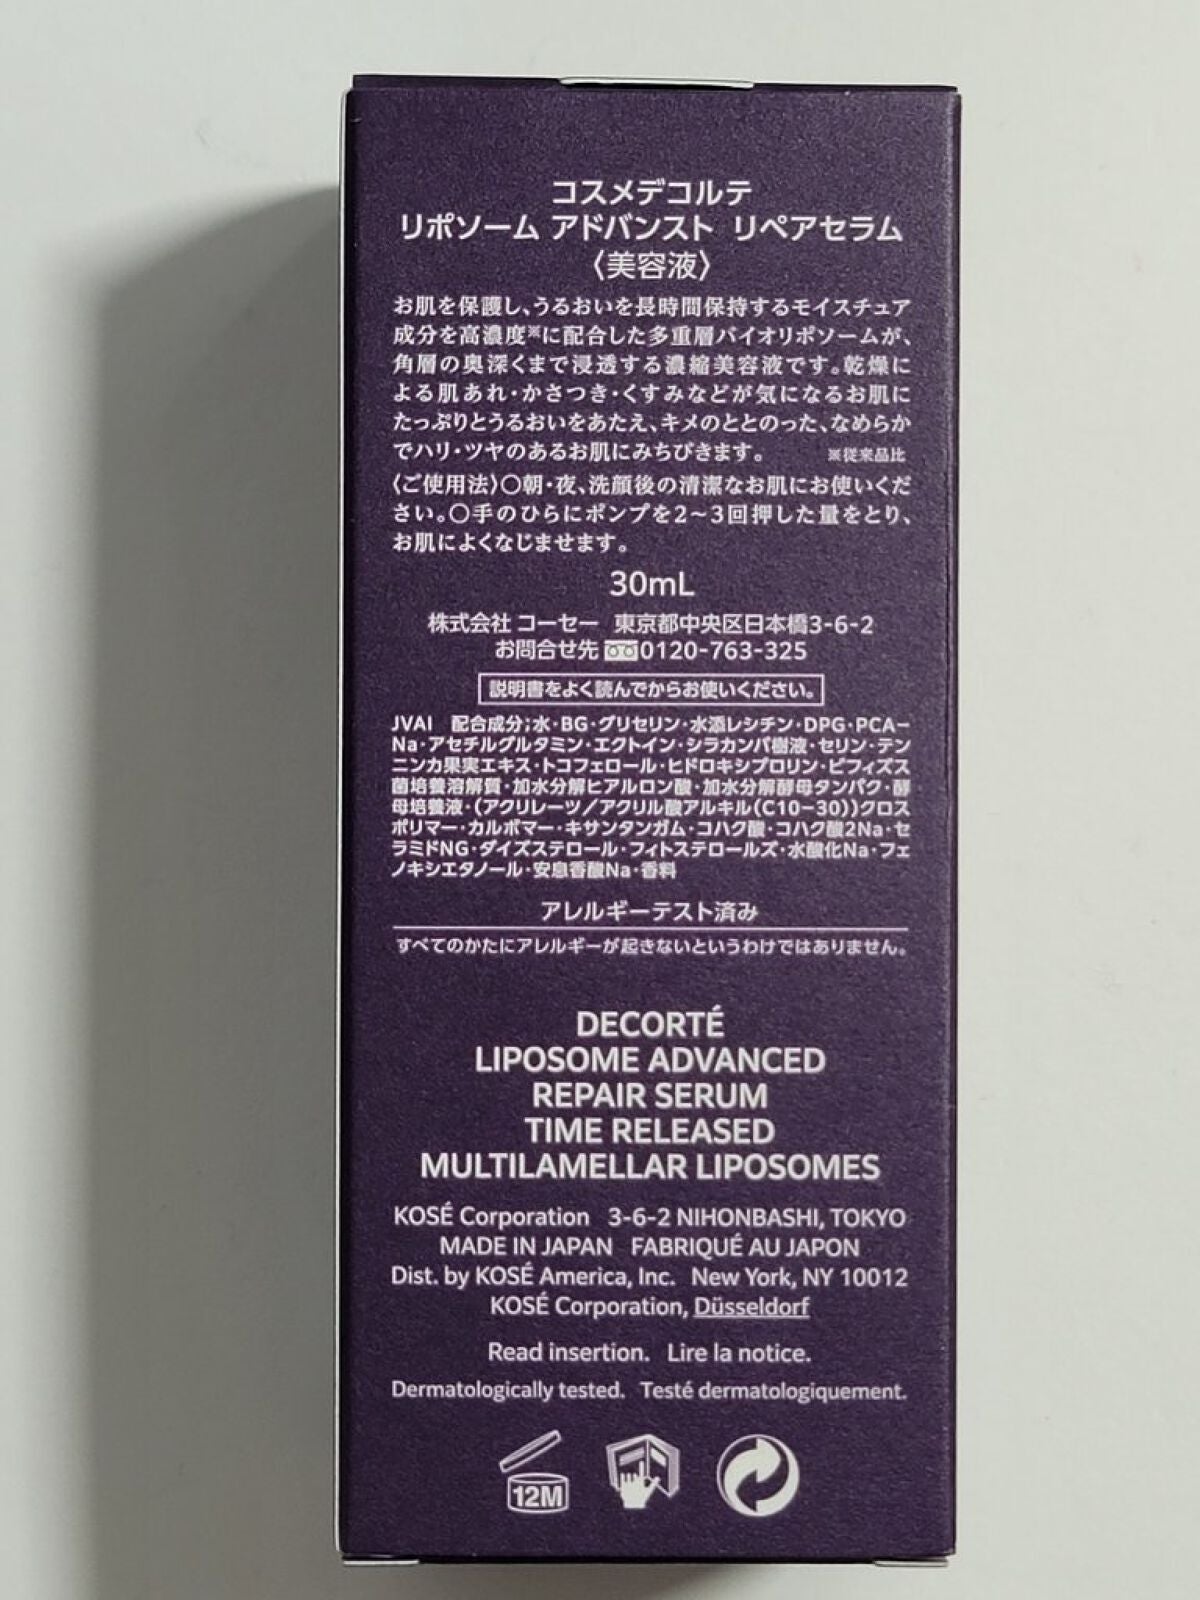 コスメデコルテ
リポソーム アドバンスト リペアセラム
〈美容液〉
お肌を保護し、うるおいを長時間保持するモイスチュア
成分を高濃度※に配合した多重層バイオリポソームが、
角層の奥深くまで浸透する濃縮美容液です。乾燥に
よる肌あれ・かさつき・くすみなどが気になるお肌に
たっぷりとうるおいをあたえ、キメのととのった、なめらか
でハリ・ツヤのあるお肌にみちびきます。 ※従来品比
〈ご使用法〉○朝・夜、洗顔後の清潔なお肌にお使いくだ
さい。○手のひらにポンプを2〜3回押した量をとり、
お肌によくなじませます。
30mL
株式会社 コーセー 東京都中央区日本橋3-6-2
お問合せ先 0120-763-325
説明書をよく読んでからお使いください。
JVAI 配合成分;水・BG・グリセリン・水添レシチン・DPG・PCA-
Na・アセチルグルタミン・エクトイン・シラカンバ樹液・セリン・テン
ニンカ果実エキス・トコフェロール・ヒドロキシプロリン・ビフィズス
菌培養溶解質・加水分解ヒアルロン酸・加水分解酵母タンパク・酵
母培養液・(アクリレーツ/アクリル酸アルキル(C10-30))クロス
ポリマー・カルボマー・キサンタンガム・コハク酸・コハク酸2Na・セ
ラミドNG・ダイズステロール・フィトステロールズ・水酸化Na・フェ
ノキシエタノール・安息香酸Na・香料
アレルギーテスト済み
すべてのかたにアレルギーが起きないというわけではありません。
DECORTÉ
LIPOSOME ADVANCED
REPAIR SERUM
TIME RELEASED
MULTILAMELLAR LIPOSOMES
KOSÉ Corporation 3-6-2 NIHONBASHI, TOKYO
MADE IN JAPAN FABRIQUÉ AU JAPON
Dist. by KOSÉ America, Inc. New York, NY 10012
KOSÉ Corporation, Düsseldorf
Read insertion. Lire la notice.
Dermatologically tested. Testé dermatologiquement.
12M